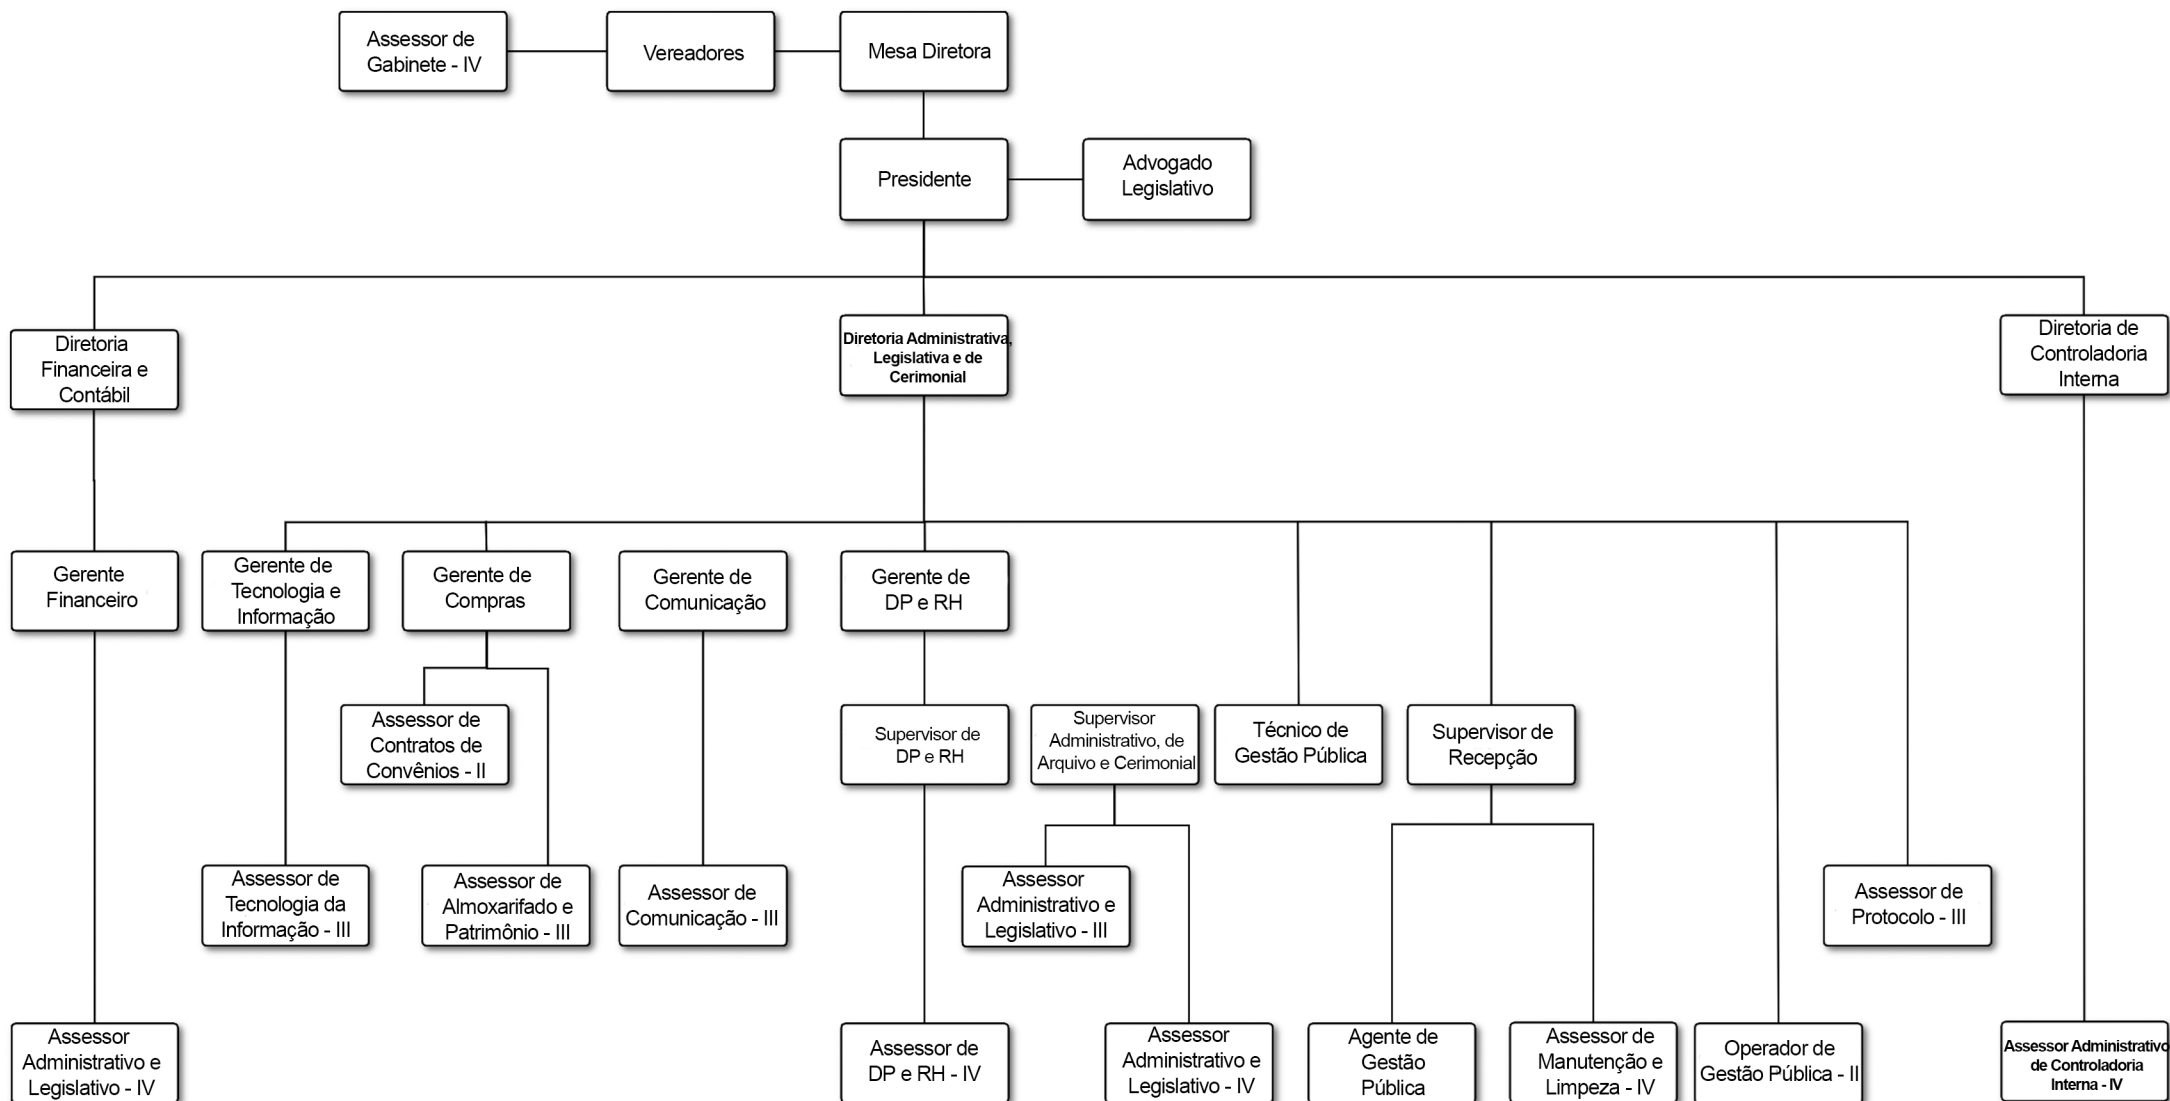 Assessor de
Gabinete - IV
Vereadores
Mesa Diretora
Presidente
Advogado
Legislativo
Diretoria
Financeira e
Contábil
Diretoria Administrativa,
Legislativa e de
Cerimonial
Diretoria de
Controladoria
Interna
Gerente
Financeiro
Gerente de
Tecnologia e
Informação
Gerente de
Compras
Gerente de
Comunicação
Gerente de
DP e RH
Assessor de
Contratos de
Convênios - II
Supervisor de
DP e RH
Supervisor
Administrativo, de
Arquivo e Cerimonial
Técnico de
Gestão Pública
Supervisor de
Recepção
Assessor de
Tecnologia da
Informação - III
Assessor de
Almoxarifado e
Patrimônio - III
Assessor de
Comunicação - III
Assessor
Administrativo e
Legislativo - III
Assessor de
Protocolo - III
Assessor
Administrativo e
Legislativo - IV
Assessor de
DP e RH - IV
Assessor
Administrativo e
Legislativo - IV
Agente de
Gestão
Pública
Assessor de
Manutenção e
Limpeza - IV
Operador de
Gestão Pública - II
Assessor Administrativo
de Controladoria
Interna - IV